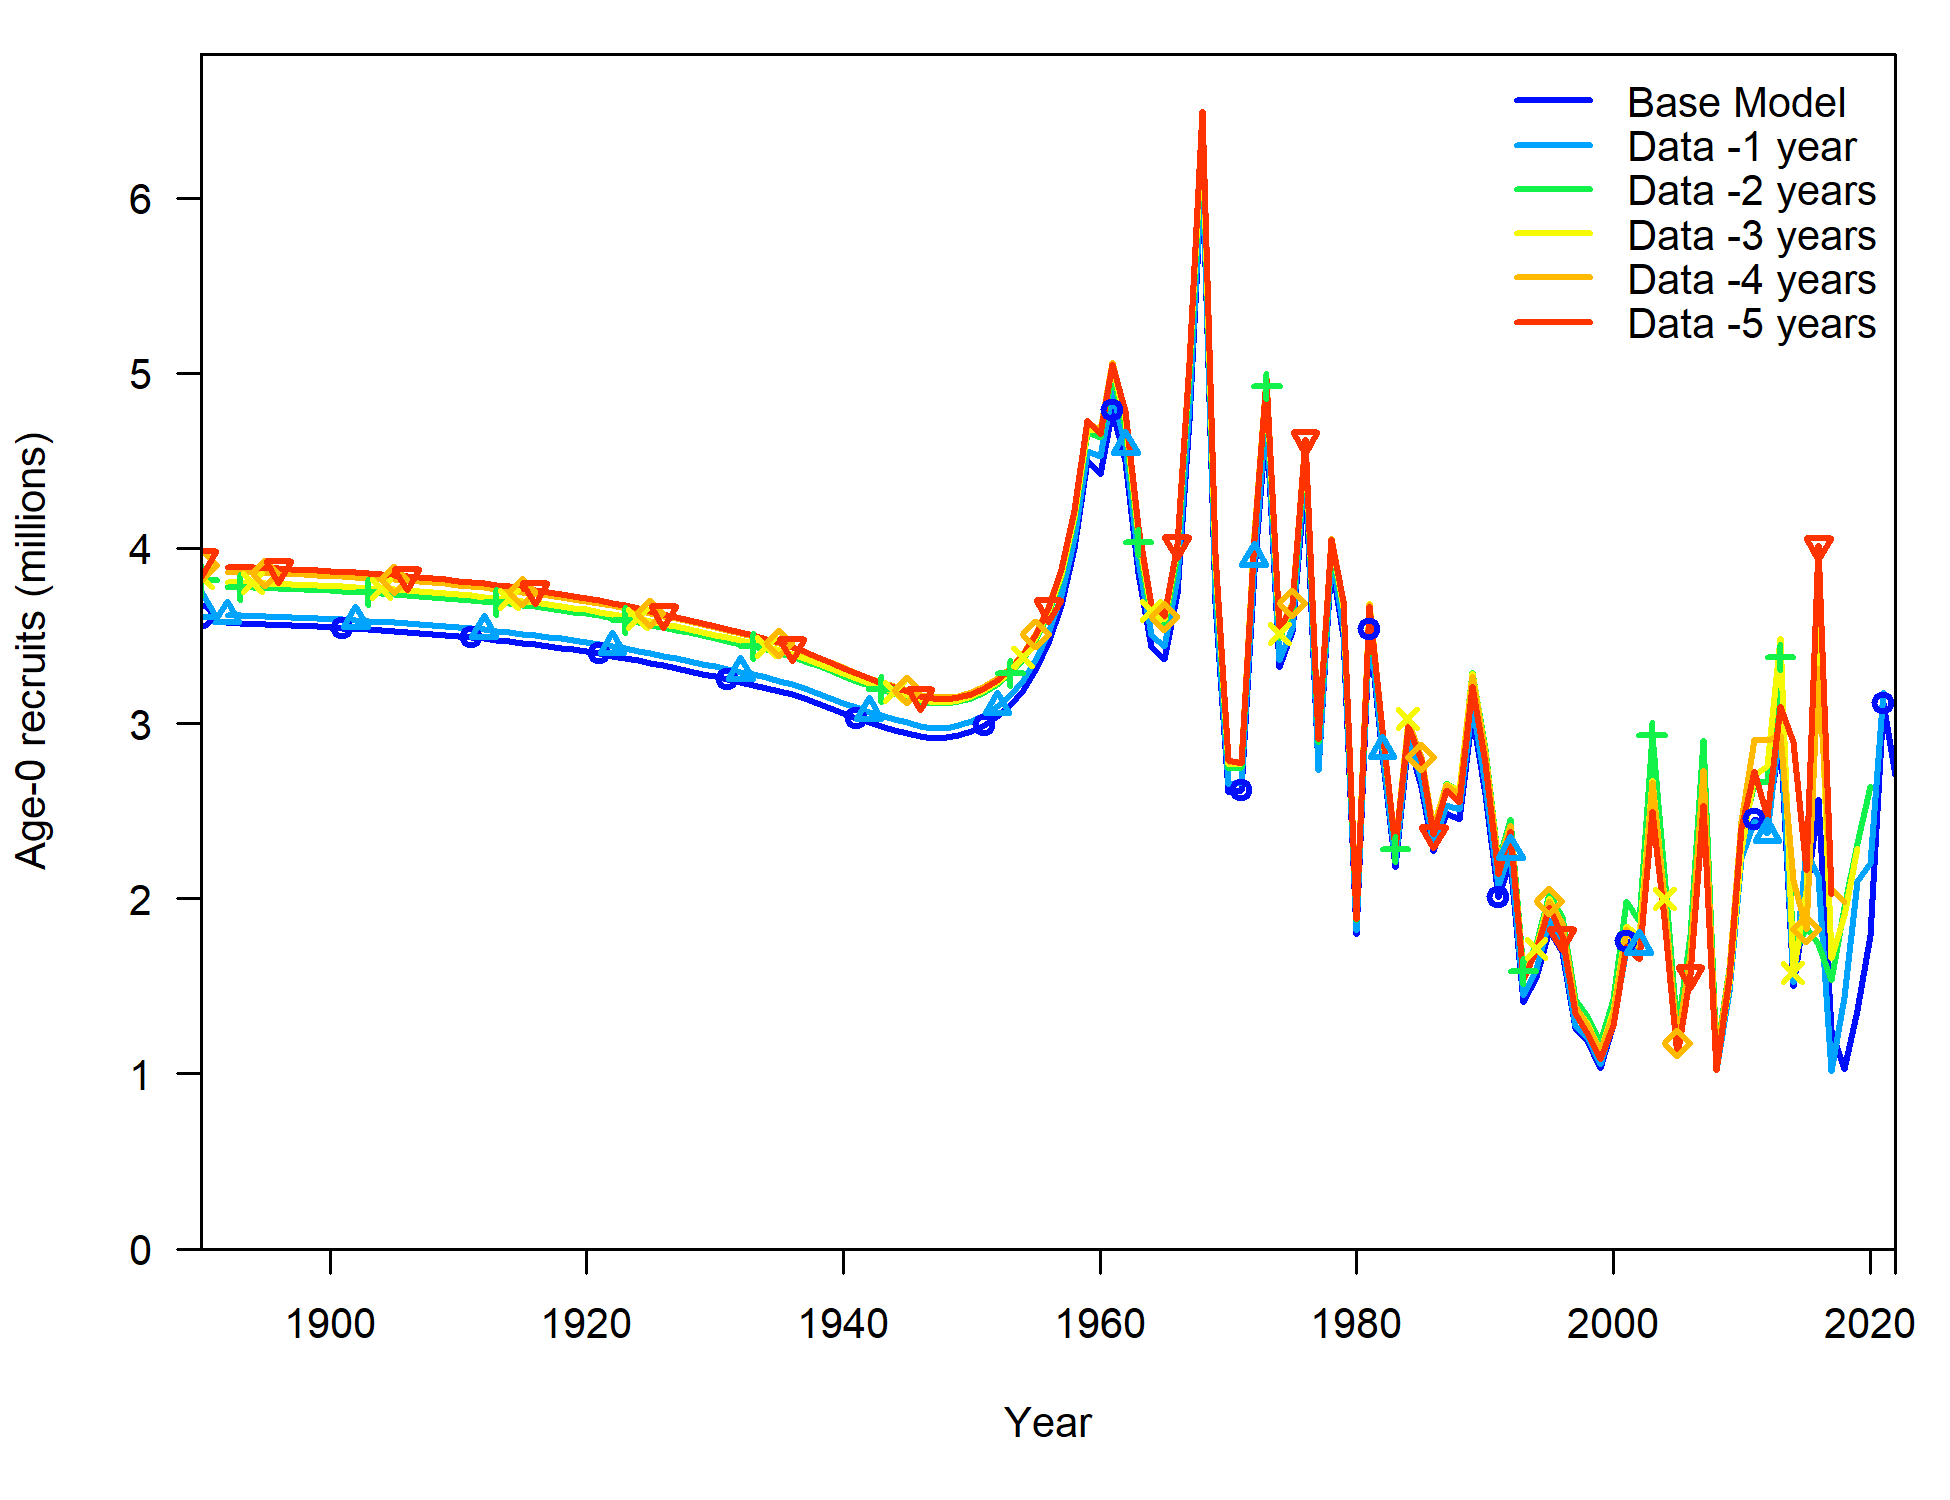 Base Model
Data -1 year
Data -2 years
Data -3 years
Data -4 years
Data -5 years
6
5
4
3
2
1
0
Age-0 recruits (millions)
1900 1920 1940 1960 1980 2000 2020
Year